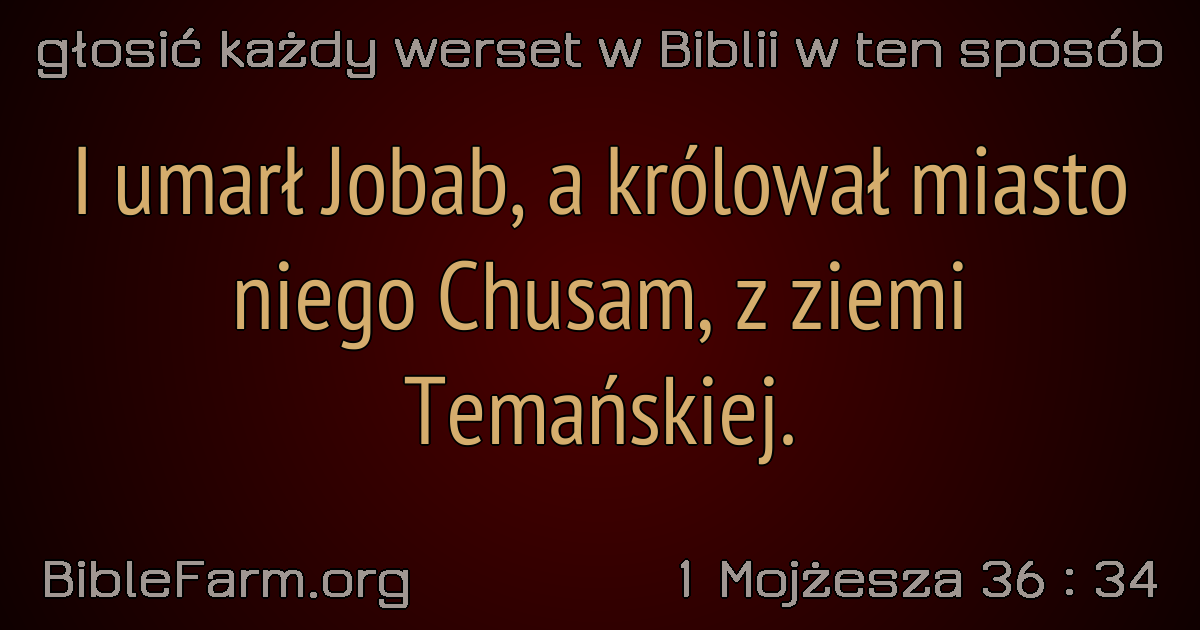 głosić każdy werset w Biblii w ten sposób
I umarł Jobab, a królował miasto
niego Chusam, z ziemi
Temańskiej.
BibleFarm.org
1 Mojżesza 36 : 34